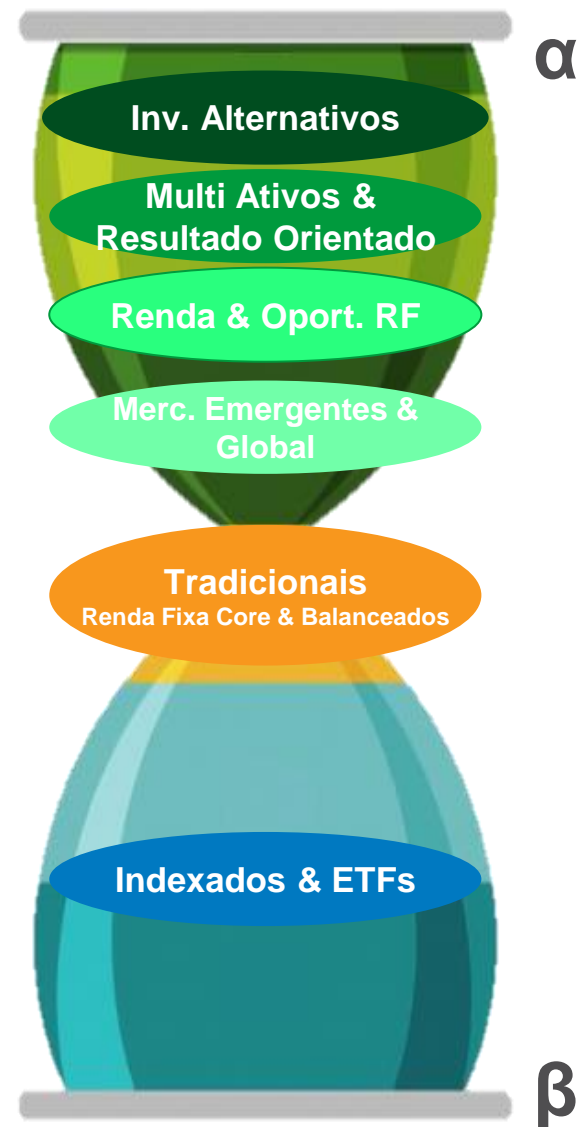 α
Inv. Alternativos
Multi Ativos &
Resultado Orientado
Renda & Oport. RF
Merc. Emergentes &
Global
Tradicionais
Renda Fixa Core & Balanceados
Indexados & ETFs
β